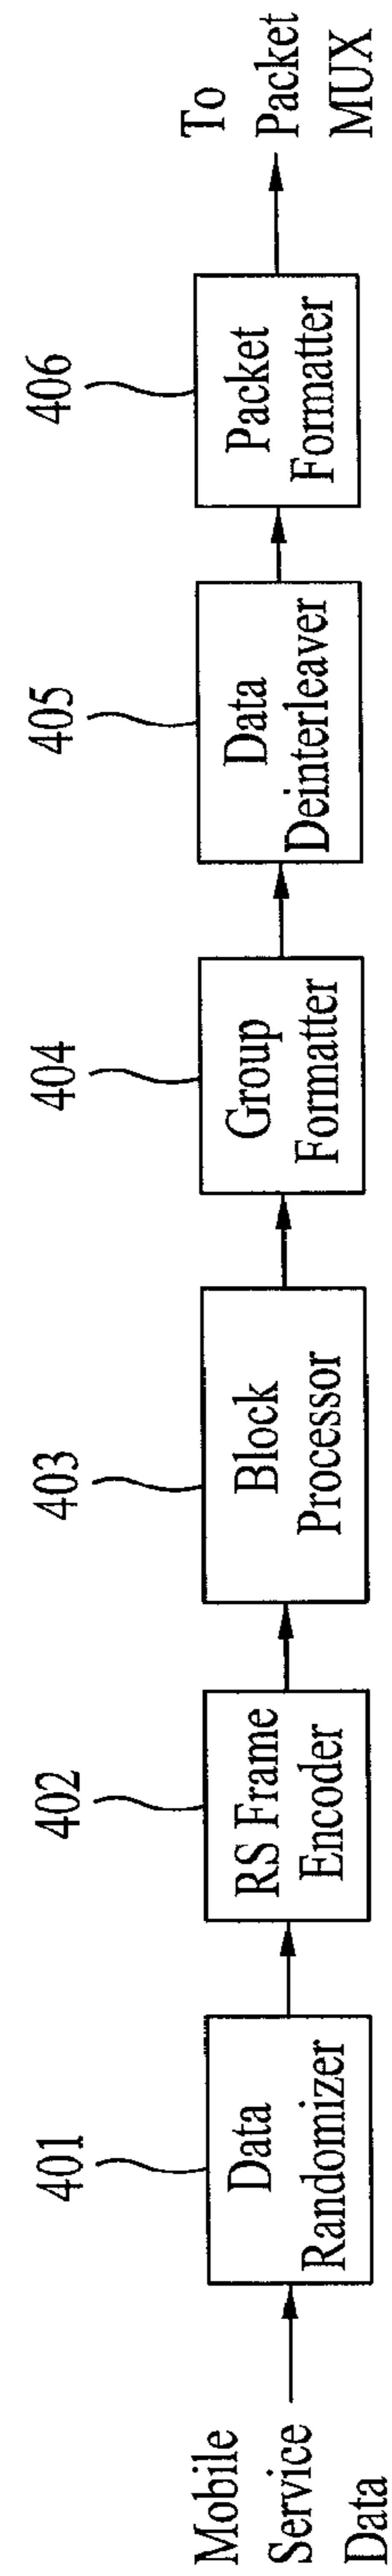 Mobile
Service
Data
401
Data
Randomizer
402
RS Frame
Encoder
403
Block
Processor
404
Group
Formatter
405
Data
Deinterleaver
406
Packet
Formatter
To
Packet
MUX